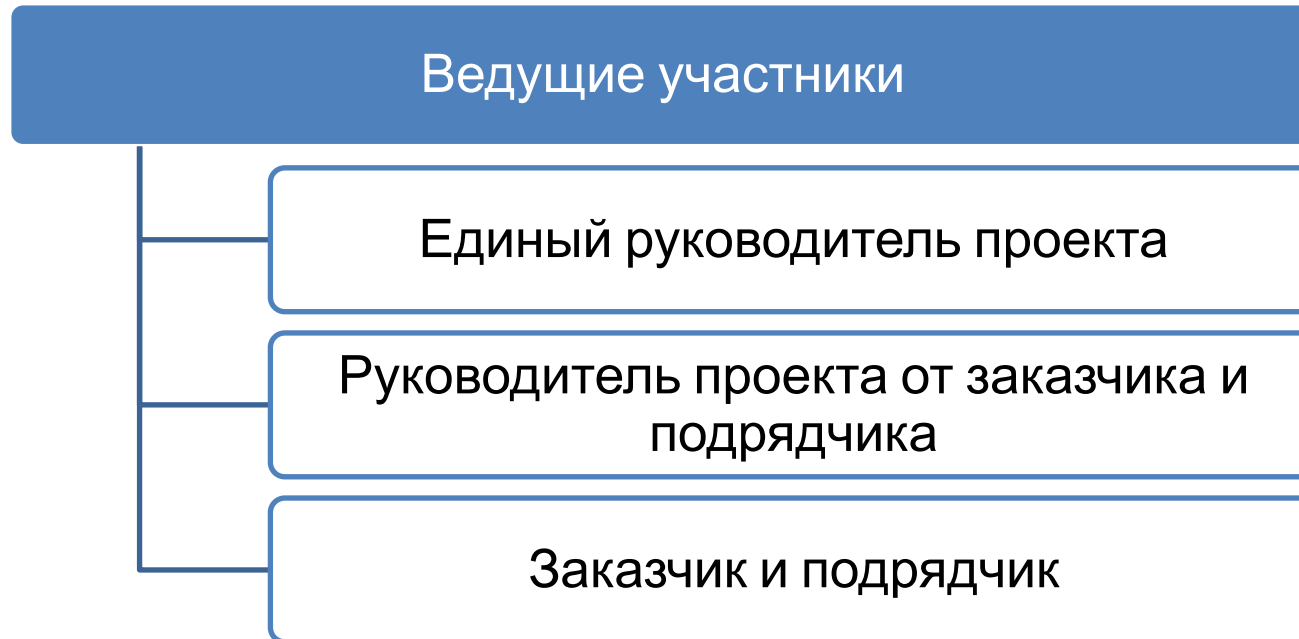 Ведущие участники
Единый руководитель проекта
Руководитель проекта от заказчика и
подрядчика
Заказчик и подрядчик